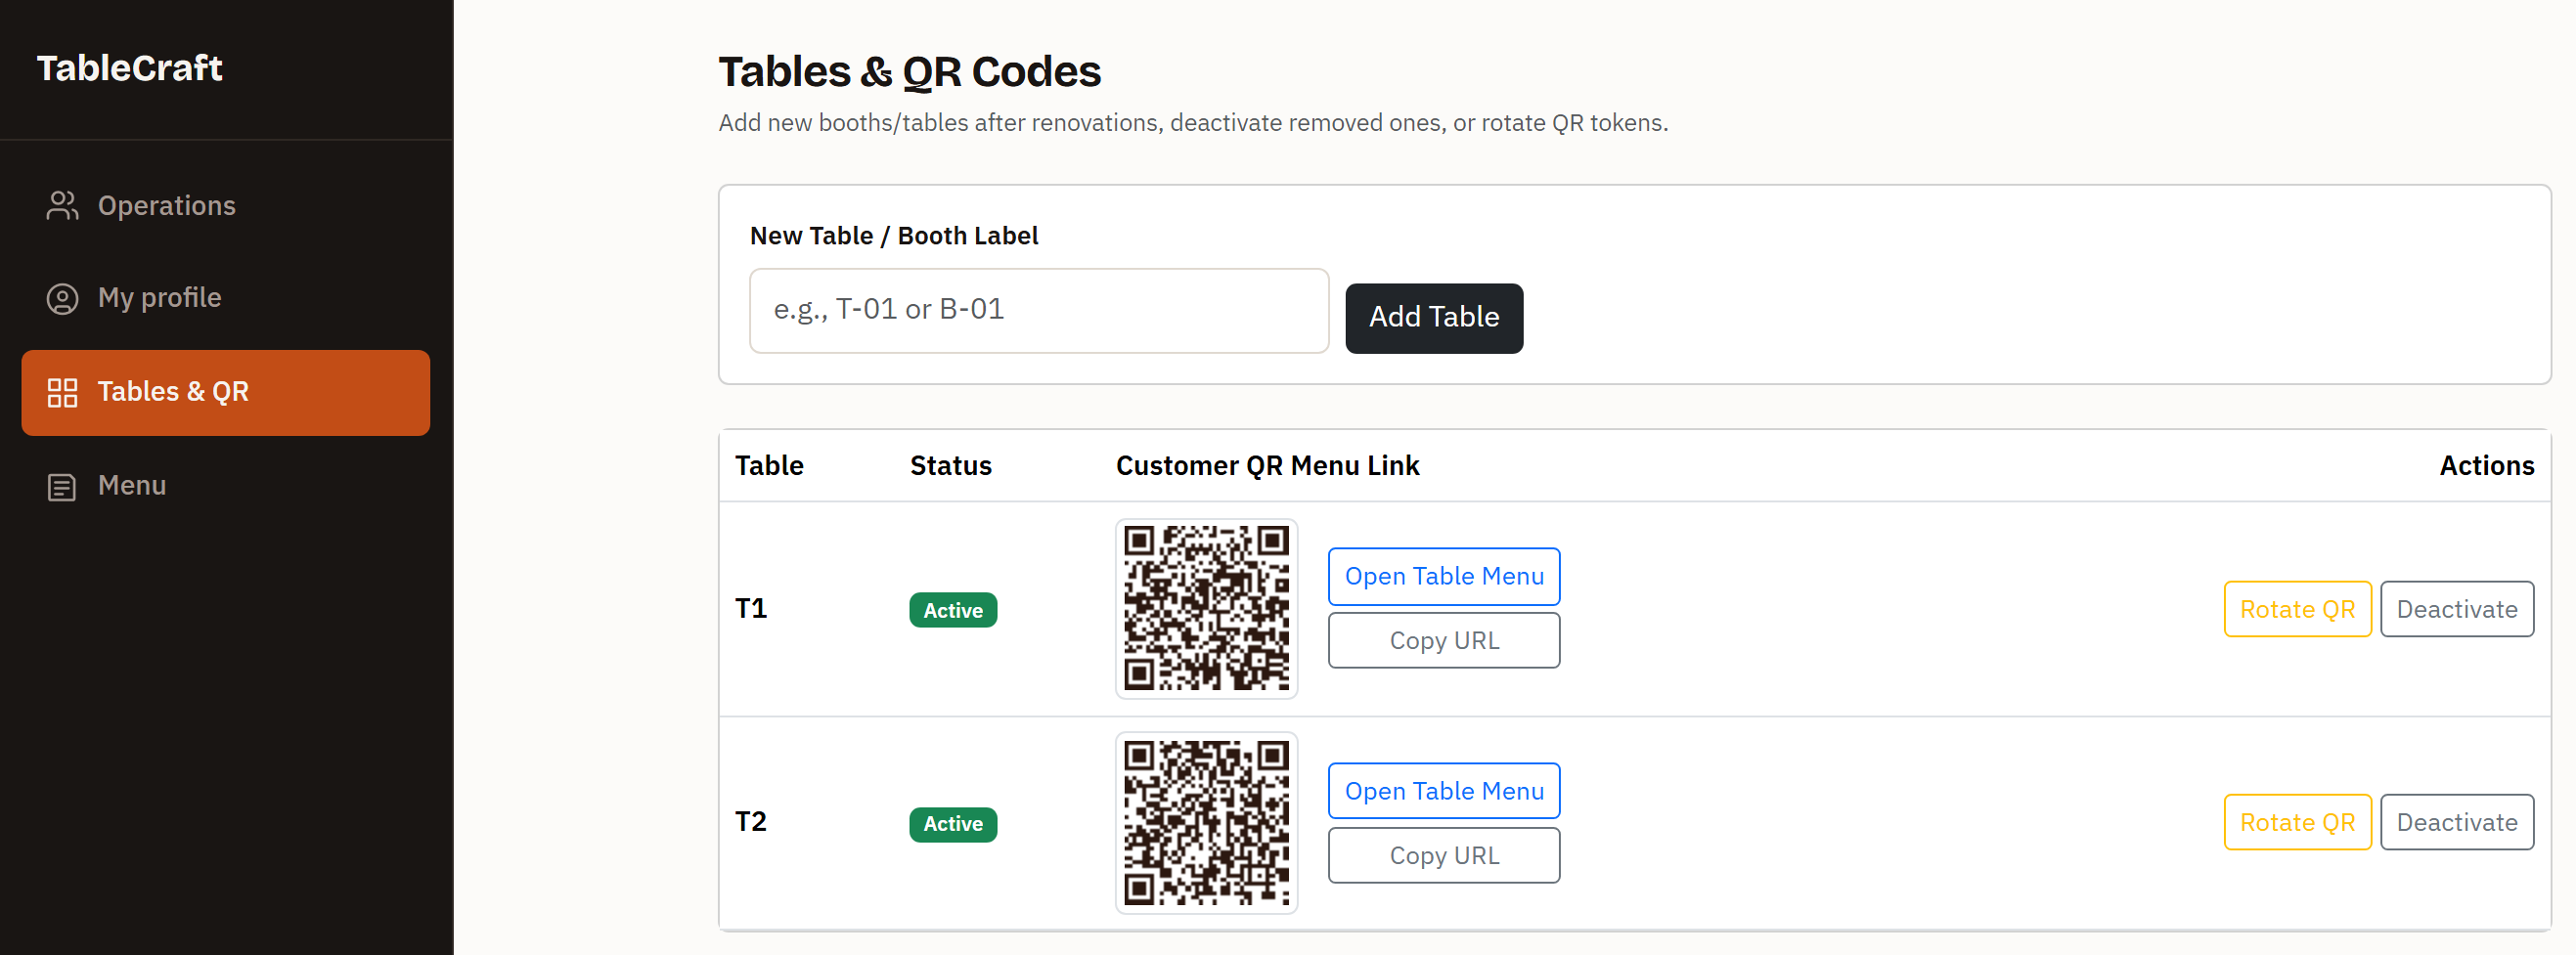 TableCraft
Operations
My profile
Tables & QR
Menu
Tables & QR Codes
Add new booths/tables after renovations, deactivate removed ones, or rotate QR tokens.
New Table / Booth Label
e.g., T-01 or B-01
Add Table
Table Status Customer QR Menu Link Actions
T1 Active Open Table Menu Rotate QR Deactivate
Copy URL
T2 Active Open Table Menu Rotate QR Deactivate
Copy URL